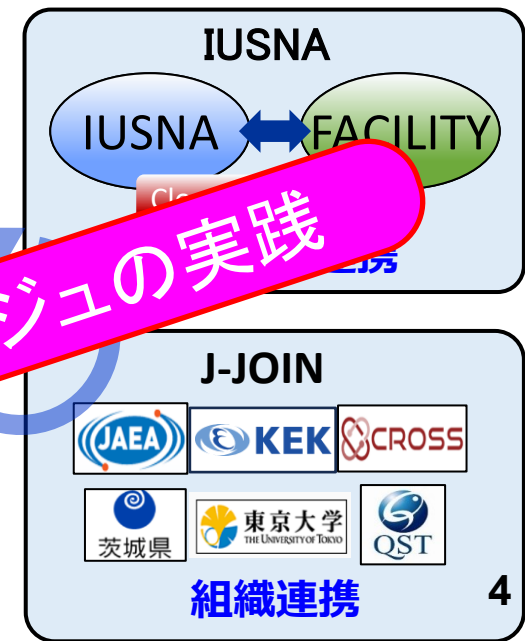 IUSNA
IUSNA FACILITY
Clo
ジュの実践
携
J-JOIN
JAEA KEK CROSS
茨城県 東京大学 QST
THE UNIVERSITY OF TOKYO
組織連携
4